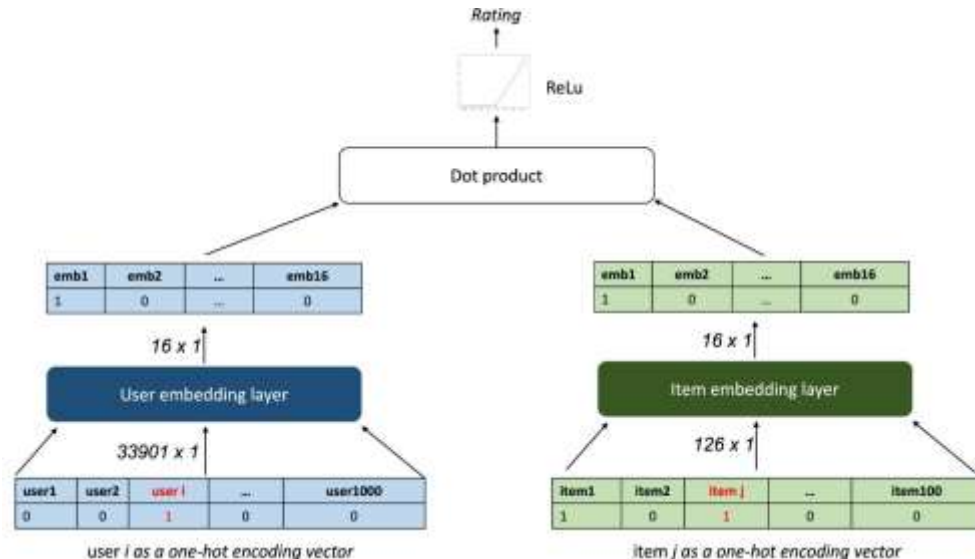 Rating
ReLu
Dot product
emb1 emb2 ... emb16
1 0 ... 0
emb1 emb2 ... emb16
1 0 ... 0
16 x 1
16 x 1
User embedding layer
Item embedding layer
33901 x 1
126 x 1
user1 user2 user i ... user1000
0 0 1 0 0
item1 item2 item j ... item100
1 0 1 0 0
user i as a one-hot encoding vector
item j as a one-hot encoding vector